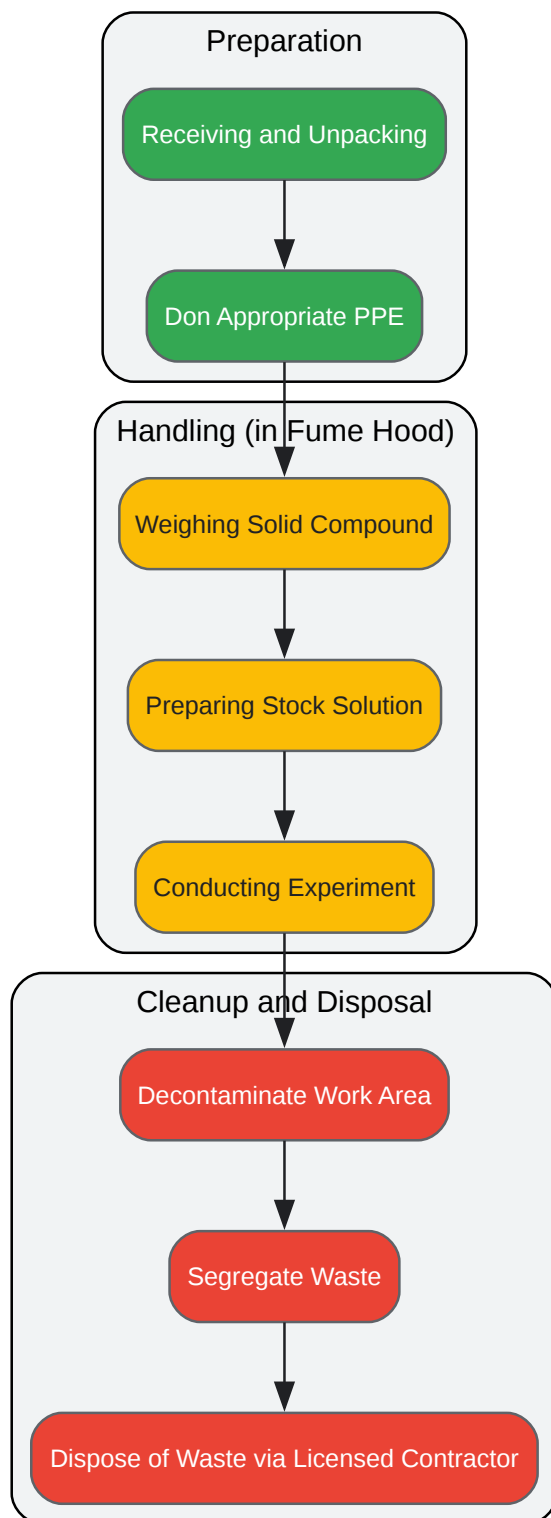 Preparation
Receiving and Unpacking
Don Appropriate PPE
Handling (in Fume Hood)
Weighing Solid Compound
Preparing Stock Solution
Conducting Experiment
Cleanup and Disposal
Decontaminate Work Area
Segregate Waste
Dispose of Waste via Licensed Contractor